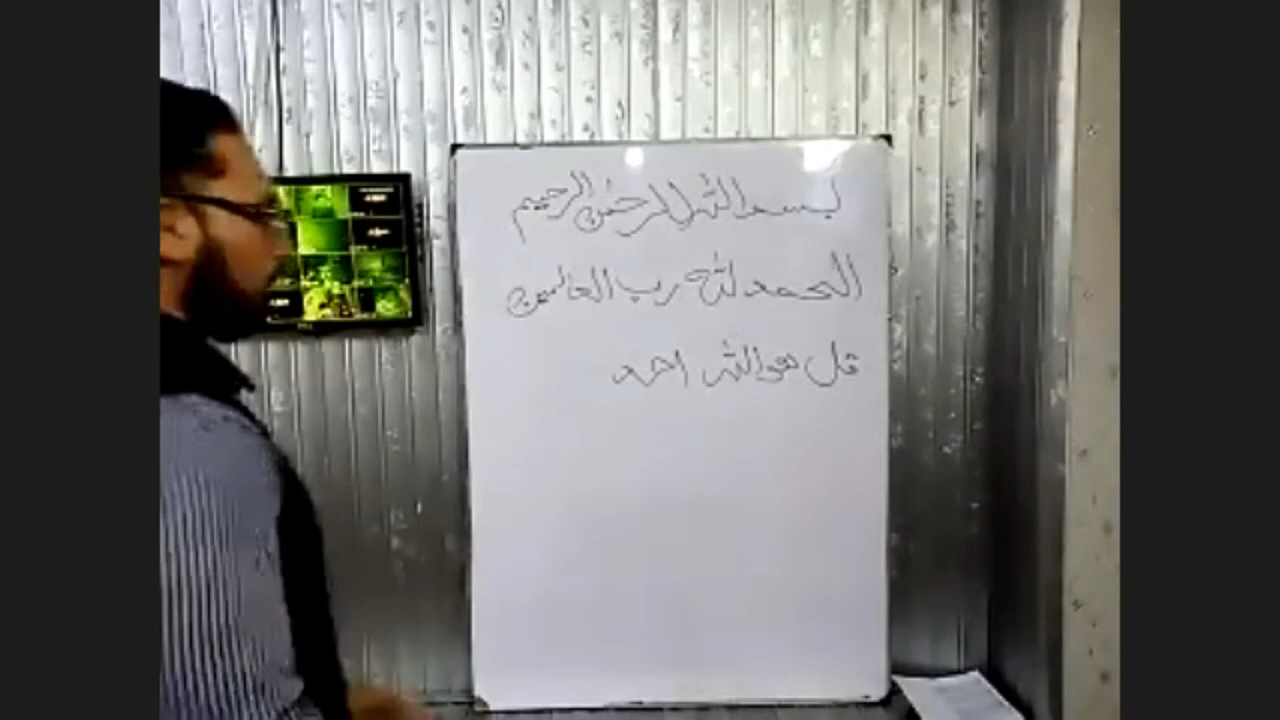 بسم الله الرحمن الرحيم
الحمد لله رب العالمين
قل هو الله احد